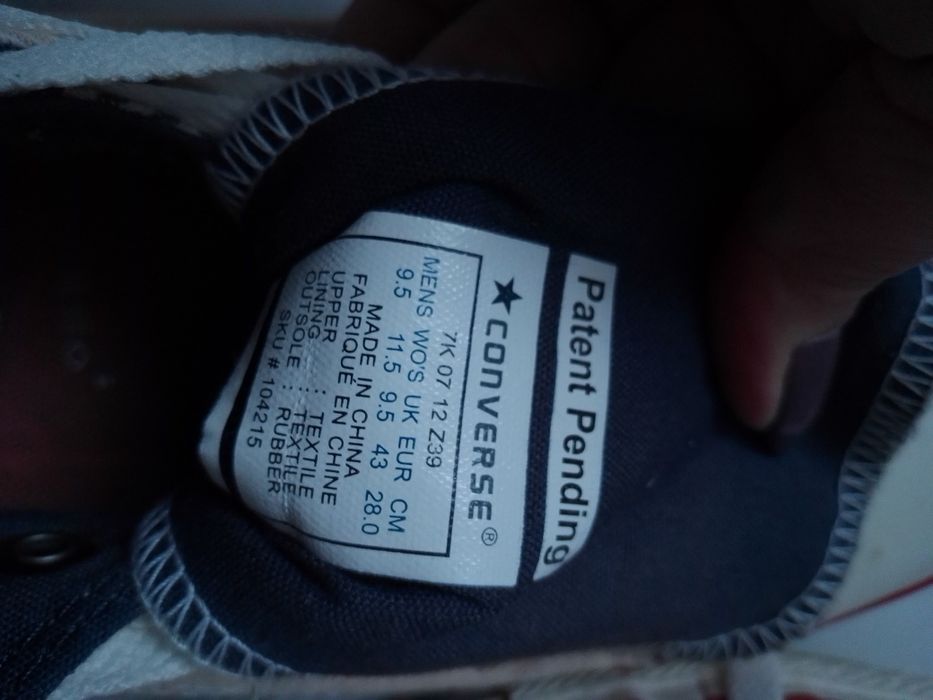 Patent Pending
★CONVERSE®
7K 07 12 Z39
MENS WO'S UK EUR CM
9.5 11.5 9.5 43 28.0
MADE IN CHINA
FABRIQUÉ EN CHINE
UPPER : TEXTILE
LINING : TEXTILE
OUTSOLE : RUBBER
SKU # 104215